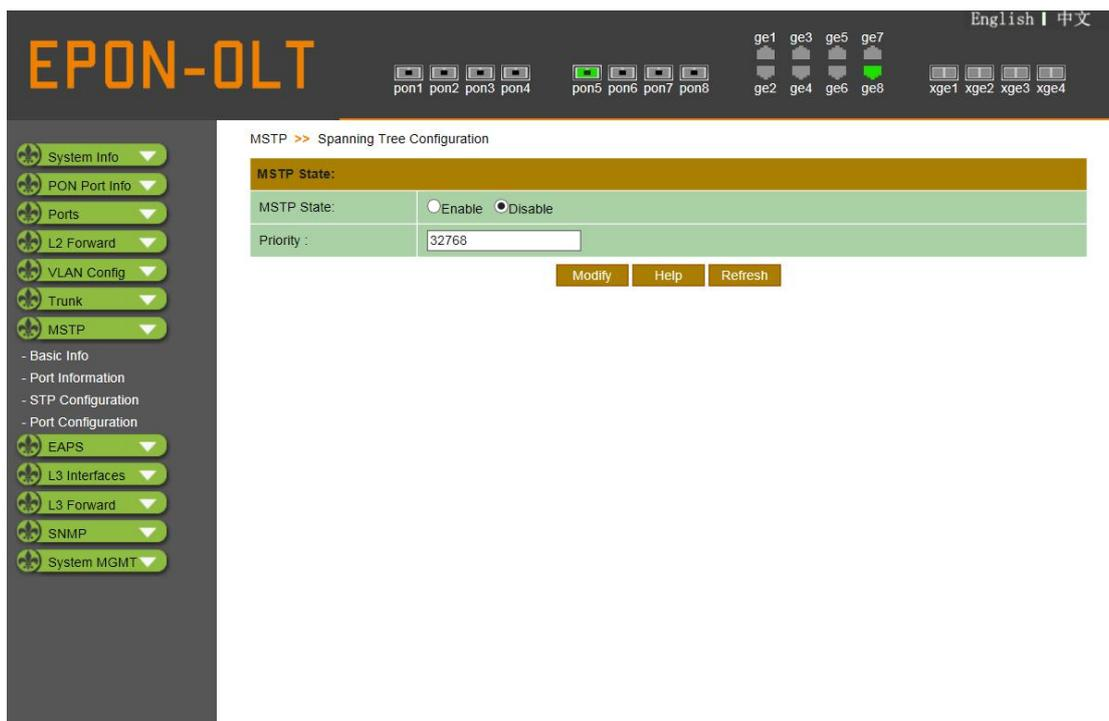 English | 中文
EPON-OLT
ge1 ge3 ge5 ge7
pon1 pon2 pon3 pon4 pon5 pon6 pon7 pon8 ge2 ge4 ge6 ge8 xge1 xge2 xge3 xge4
System Info
PON Port Info
Ports
L2 Forward
VLAN Config
Trunk
MSTP
- Basic Info
- Port Information
- STP Configuration
- Port Configuration
EAPS
L3 Interfaces
L3 Forward
SNMP
System MGMT
MSTP >> Spanning Tree Configuration
MSTP State:
MSTP State: Enable Disable
Priority : 32768
Modify Help Refresh